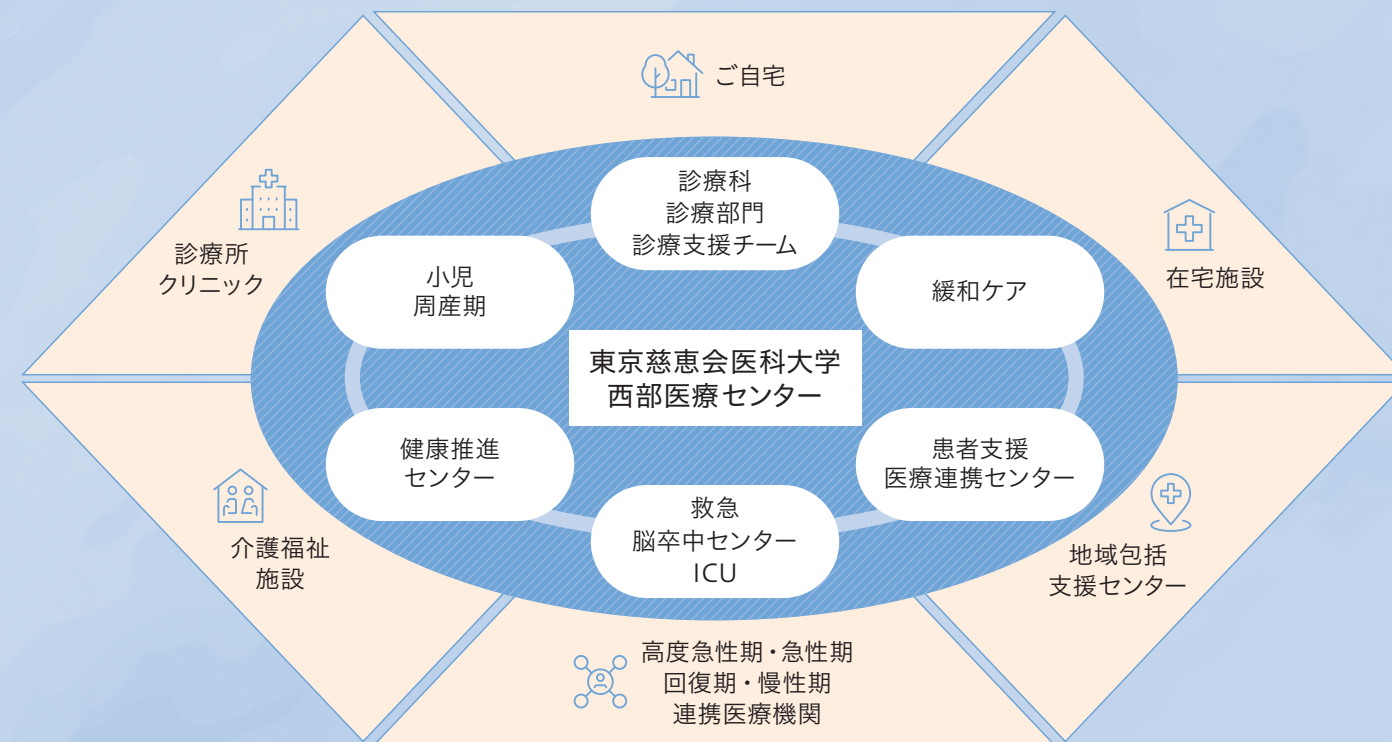 ご自宅
診療所
クリニック
在宅施設
診療科
診療部門
診療支援チーム
小児
周産期
緩和ケア
東京慈恵会医科大学
西部医療センター
健康推進
センター
患者支援
医療連携センター
救急
脳卒中センター
ICU
介護福祉
施設
地域包括
支援センター
高度急性期・急性期
回復期・慢性期
連携医療機関